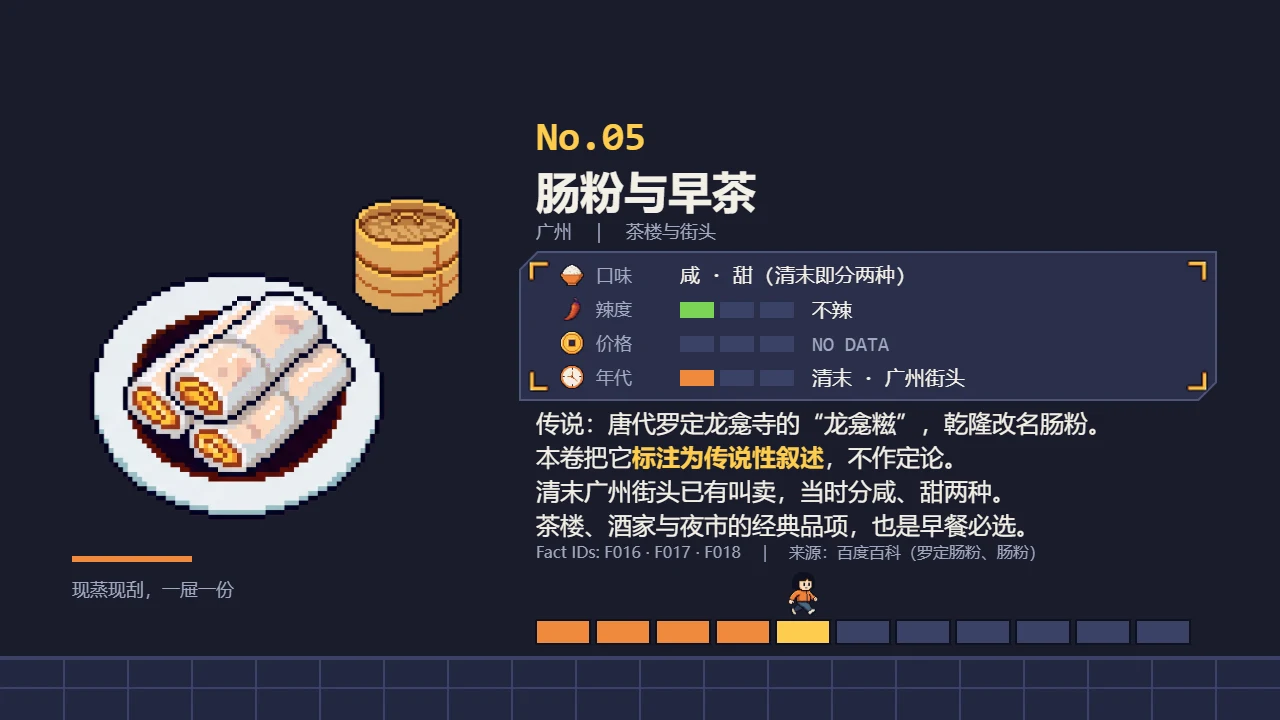 No.05
肠粉与早茶
广州 | 茶楼与街头
口味 咸 · 甜（清末即分两种）
辣度 不辣
价格 NO DATA
年代 清末 · 广州街头
传说：唐代罗定龙龛寺的“龙龛糍”，乾隆改名肠粉。
本卷把它标注为传说性叙述，不作定论。
清末广州街头已有叫卖，当时分咸、甜两种。
茶楼、酒家与夜市的经典品项，也是早餐必选。
Fact IDs: F016 · F017 · F018 | 来源：百度百科（罗定肠粉、肠粉）
现蒸现刮，一屉一份